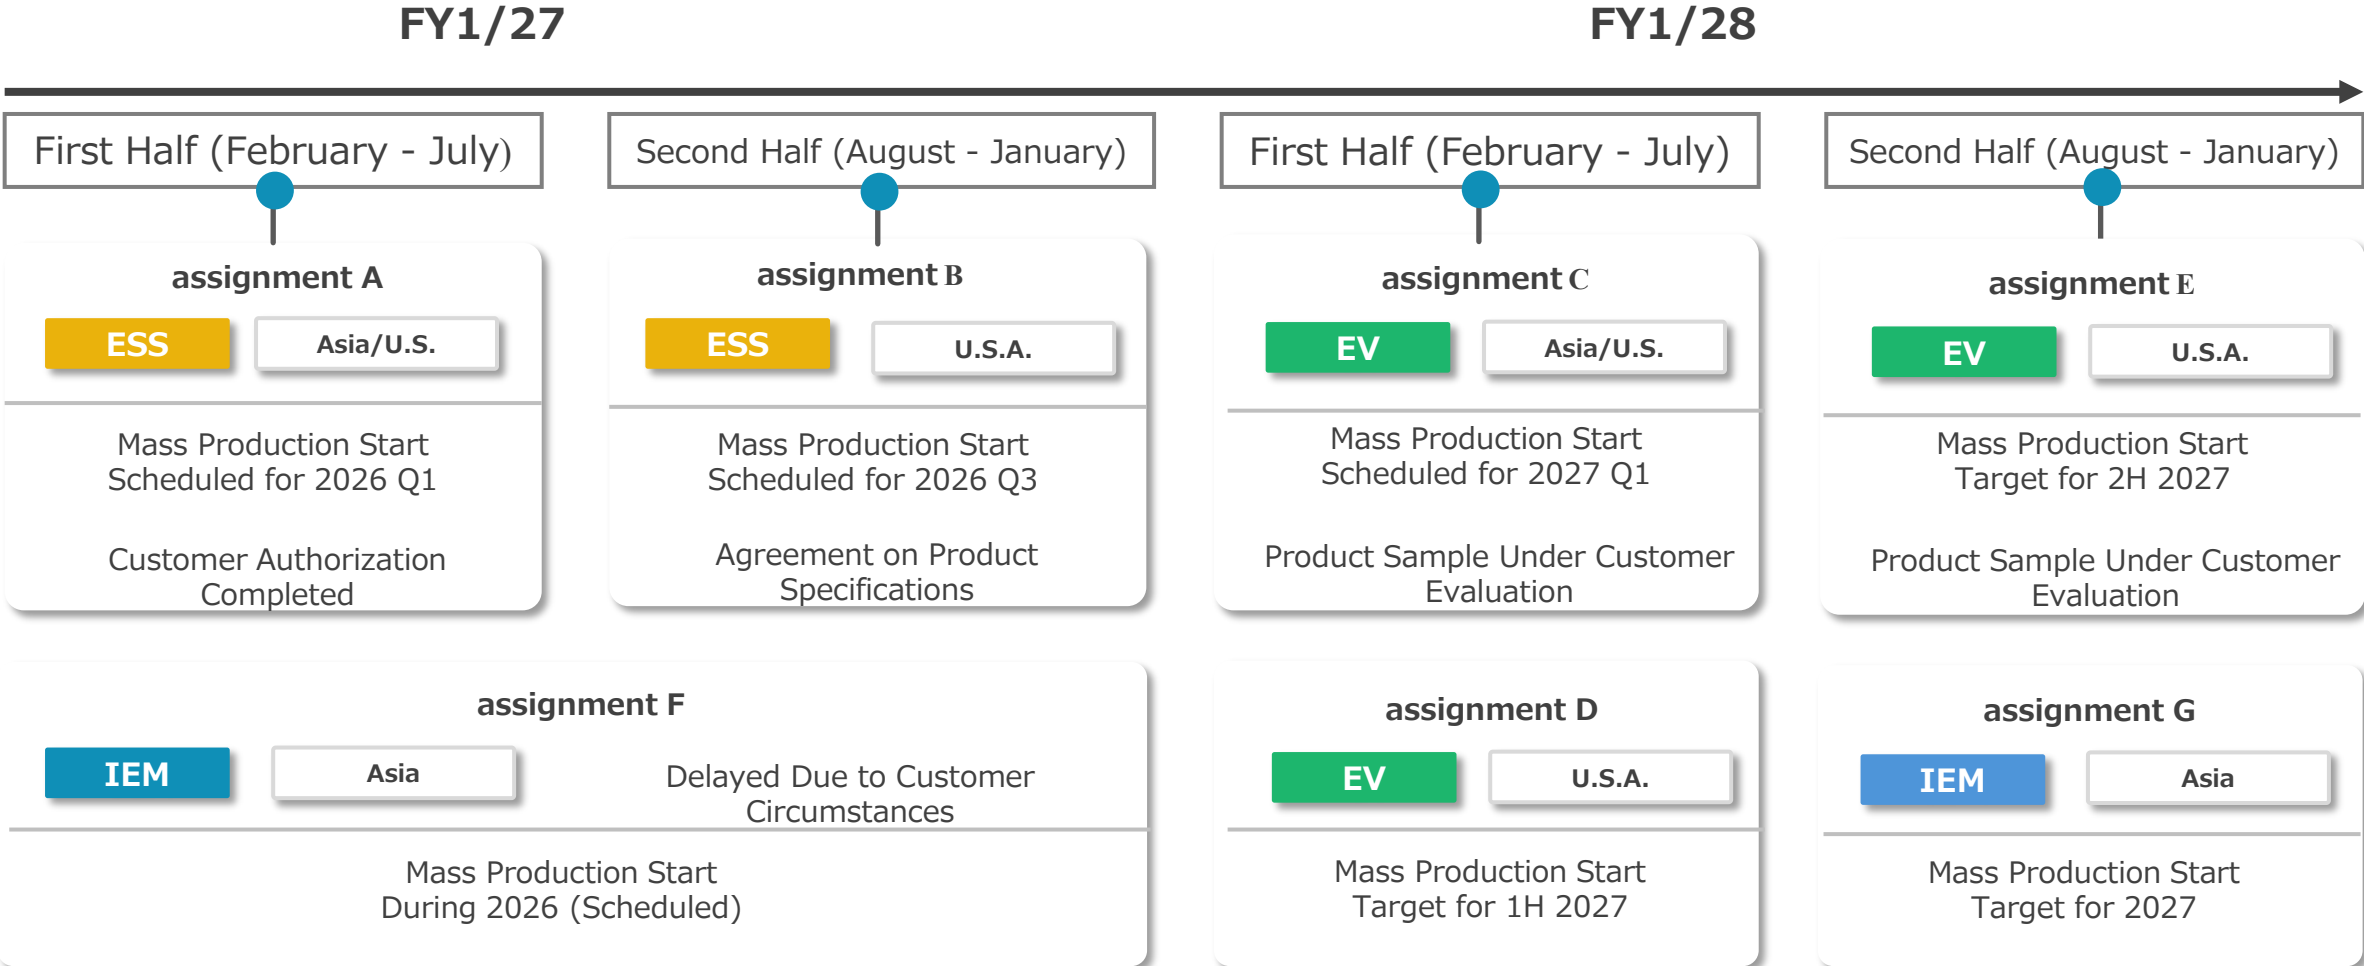 FY1/27
FY1/28
First Half (February - July)
Second Half (August - January)
First Half (February - July)
Second Half (August - January)
assignment A
ESS
Asia/U.S.
Mass Production Start
Scheduled for 2026 Q1
Customer Authorization
Completed
assignment B
ESS
U.S.A.
Mass Production Start
Scheduled for 2026 Q3
Agreement on Product
Specifications
assignment C
EV
Asia/U.S.
Mass Production Start
Scheduled for 2027 Q1
Product Sample Under Customer
Evaluation
assignment E
EV
U.S.A.
Mass Production Start
Target for 2H 2027
Product Sample Under Customer
Evaluation
assignment F
IEM
Asia
Delayed Due to Customer
Circumstances
Mass Production Start
During 2026 (Scheduled)
assignment D
EV
U.S.A.
Mass Production Start
Target for 1H 2027
assignment G
IEM
Asia
Mass Production Start
Target for 2027